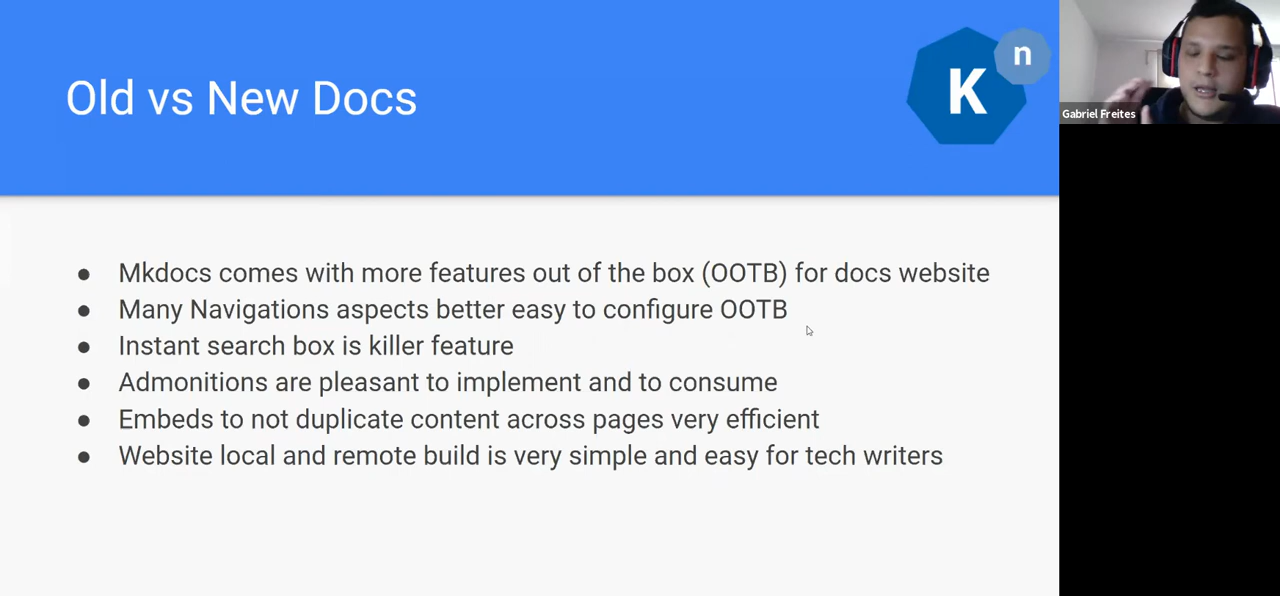 Old vs New Docs
K
n
Gabriel Freites
● Mkdocs comes with more features out of the box (OOTB) for docs website
● Many Navigations aspects better easy to configure OOTB
● Instant search box is killer feature
● Admonitions are pleasant to implement and to consume
● Embeds to not duplicate content across pages very efficient
● Website local and remote build is very simple and easy for tech writers